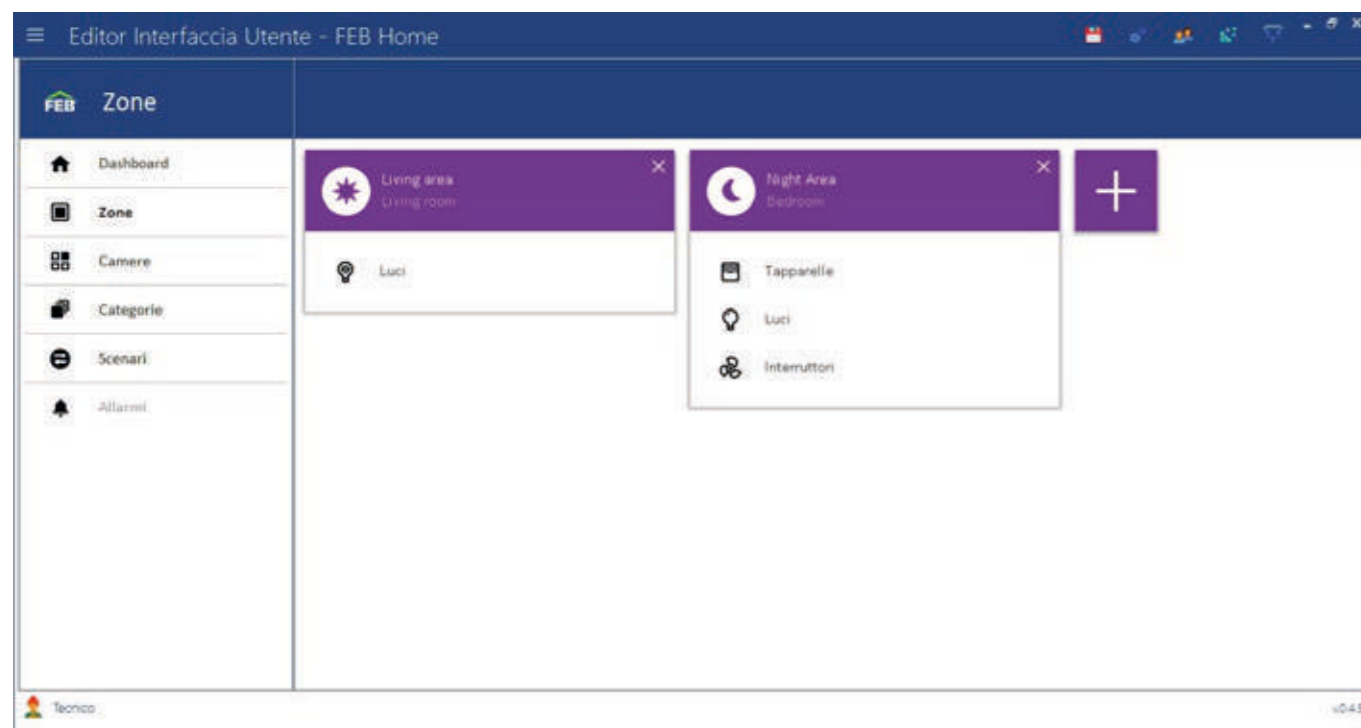 Editor Interfaccia Utente - FEB Home
FEB Zone
Dashboard
Zone
Camere
Categorie
Scenari
Allarmi
Living area
Living room
Luci
Night Area
Bedroom
Tapparelle
Luci
Interruttori
Tecnico